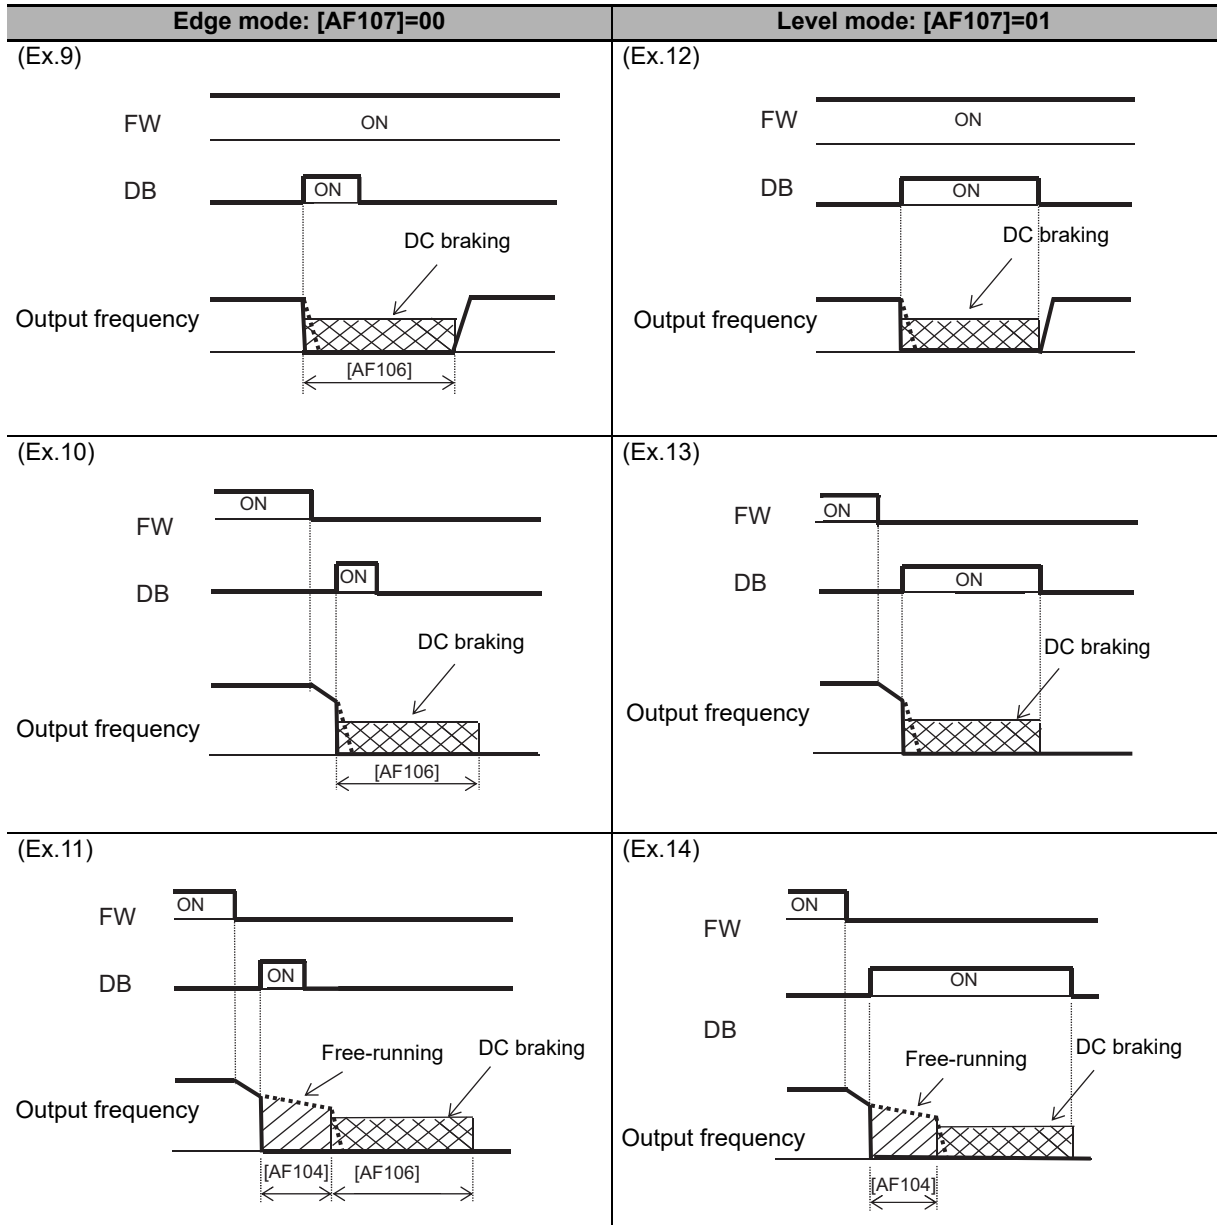 Edge mode: [AF107]=00
Level mode: [AF107]=01
(Ex.9)
FW
ON
DB
ON
DC braking
Output frequency
[AF106]
(Ex.12)
FW
ON
DB
ON
DC braking
Output frequency
(Ex.10)
ON
FW
ON
DB
DC braking
Output frequency
[AF106]
(Ex.13)
ON
FW
DB
ON
DC braking
Output frequency
(Ex.11)
ON
FW
DB
ON
Free-running
DC braking
Output frequency
[AF104]
[AF106]
(Ex.14)
ON
FW
ON
DB
Free-running
DC braking
Output frequency
[AF104]